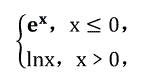 eˣ, x ≤ 0,
lnx, x > 0,